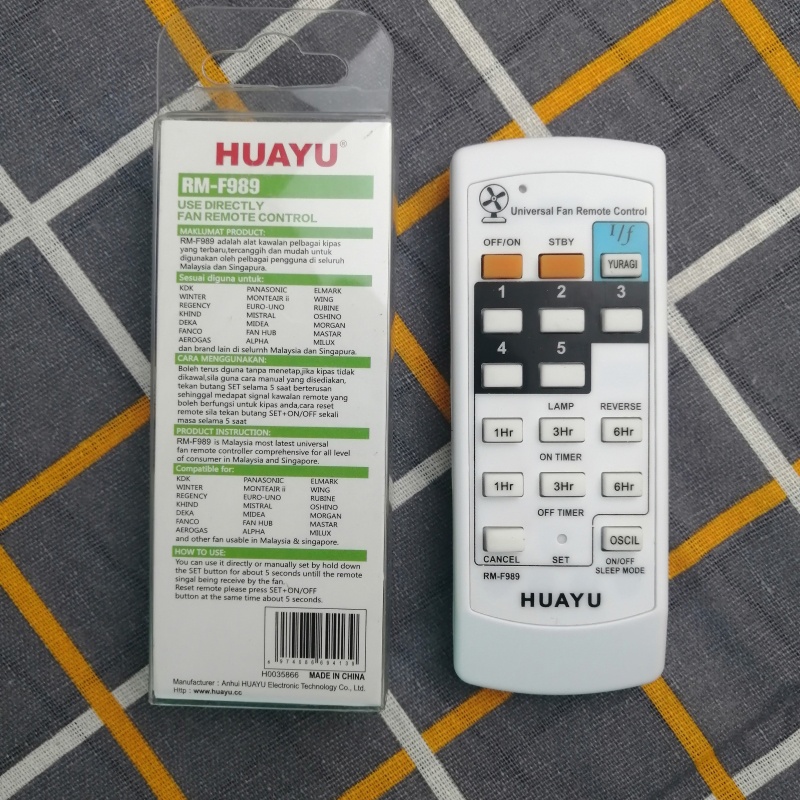 HUAYU®
RM-F989
USE DIRECTLY
FAN REMOTE CONTROL
MAKLUMAT PRODUCT:
RM-F989 adalah alat kawalan pelbagai kipas
yang terbaru,tercanggih dan mudah untuk
digunakan oleh pelbagai pengguna di seluruh
Malaysia dan Singapura.
Sesuai diguna untuk:
KDK PANASONIC ELMARK
WINTER MONTEAIR ii WING
REGENCY EURO-UNO RUBINE
KHIND MISTRAL OSHINO
DEKA MIDEA MORGAN
FANCO FAN HUB MASTAR
AEROGAS ALPHA MILUX
dan brand lain di selurnh Malaysia dan Singapura.
CARA MENGGUNAKAN:
Boleh terus dguna tanpa menetap,jika kipas tidak
dikawal,sila guna cara manual yang disediakan,
tekan butang SET selama 5 saat berterusan
sehinggal medapat signal kawalan remote yang
boleh berfungsi untuk kipas anda,cara reset
remote sila tekan butang SET+ON/OFF sekali
masa selama 5 saat
PRODUCT INSTRUCTION:
RM-F989 is Malaysia most latest universal
fan remote controller comprehensive for all level
of consumer in Malaysia and Singapore.
Compatible for:
KDK PANASONIC ELMARK
WINTER MONTEAIR ii WING
REGENCY EURO-UNO RUBINE
KHIND MISTRAL OSHINO
DEKA MIDEA MORGAN
FANCO FAN HUB MASTAR
AEROGAS ALPHA MILUX
and other fan usable in Malaysia & singapore.
HOW TO USE:
You can use it directly or manually set by hold down
the SET button for about 5 seconds untill the remote
singal being receive by the fan.
Reset remote please press SET+ON/OFF
button at the same time about 5 seconds.
H0035866 MADE IN CHINA
Manufacturer : Anhui HUAYU Electronic Technology Co., Ltd.
Http : www.huayu.cc
Universal Fan Remote Control
OFF/ON STBY 1/f
YURAGI
1 2 3
4 5
LAMP REVERSE
1Hr 3Hr 6Hr
ON TIMER
1Hr 3Hr 6Hr
OFF TIMER
OSCIL
CANCEL SET ON/OFF
SLEEP MODE
RM-F989
HUAYU